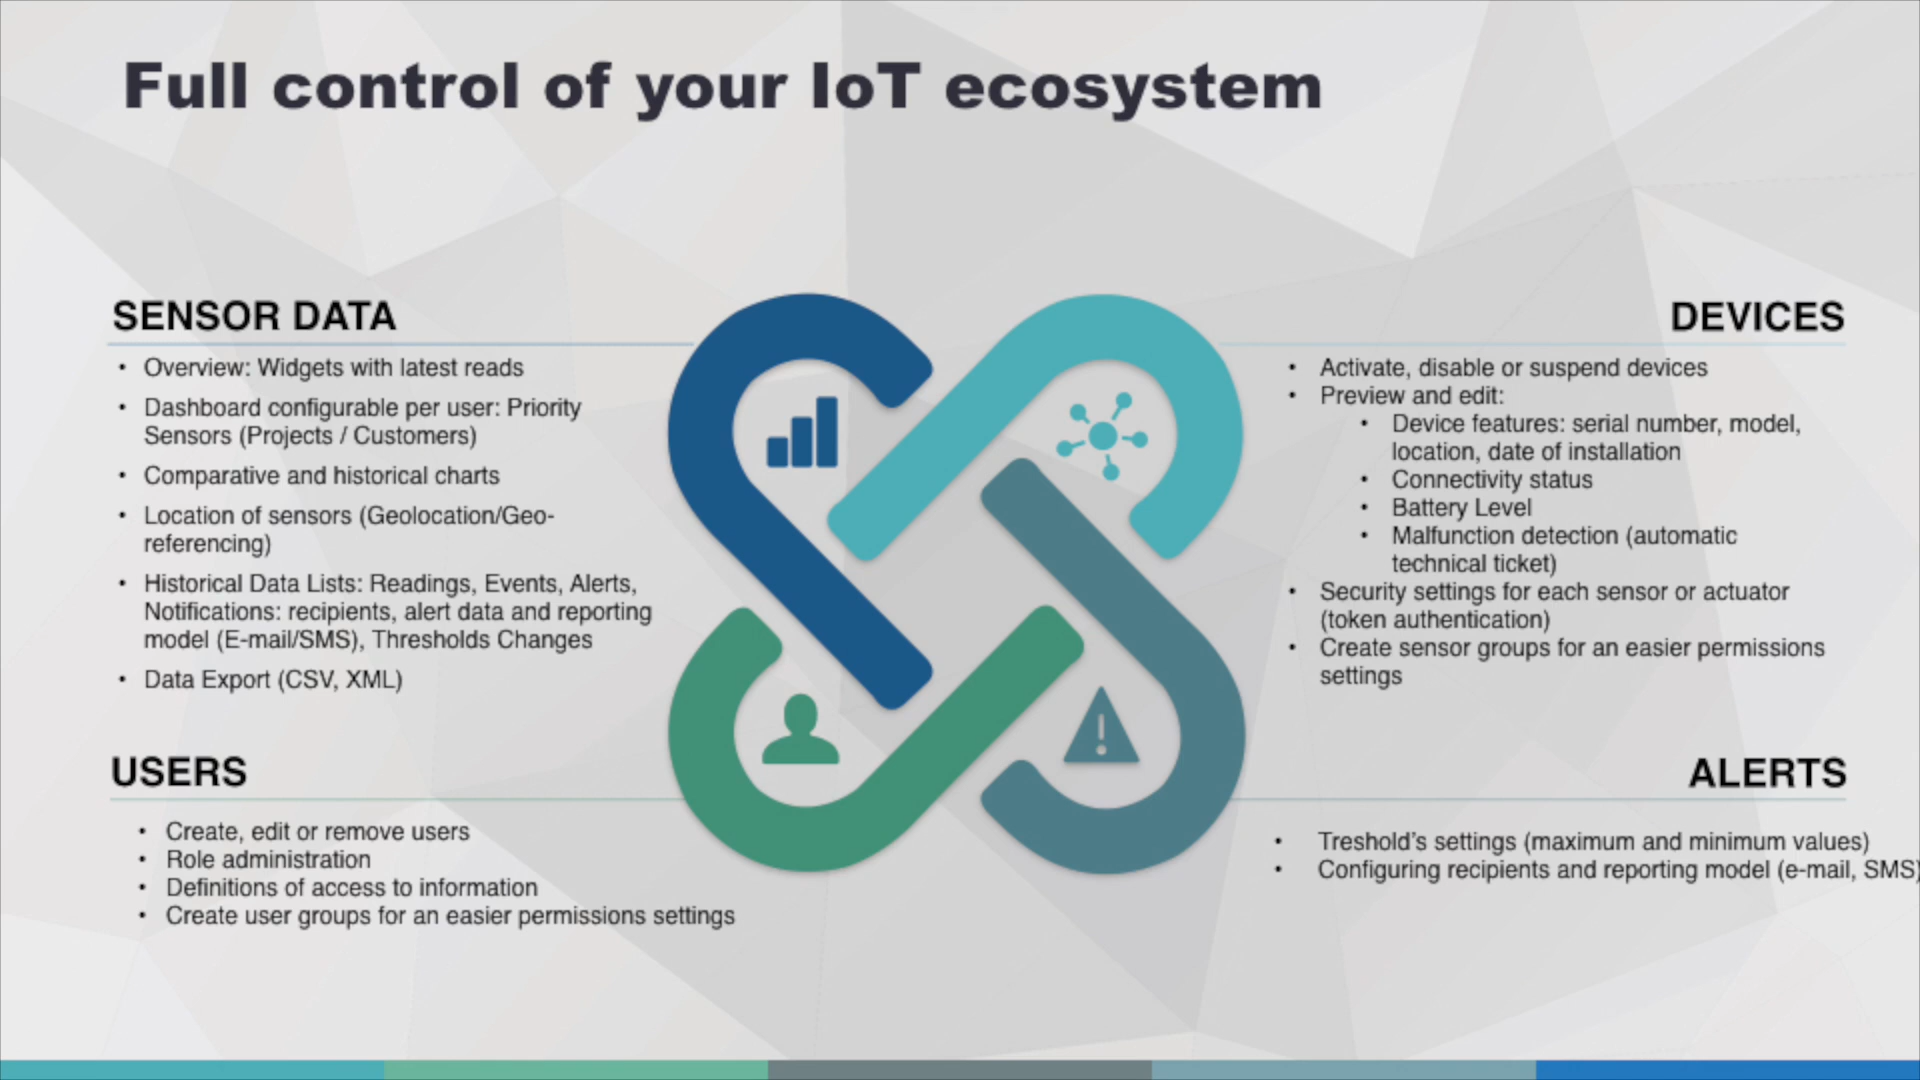 Full control of your IoT ecosystem
SENSOR DATA
• Overview: Widgets with latest reads
• Dashboard configurable per user: Priority
Sensors (Projects / Customers)
• Comparative and historical charts
• Location of sensors (Geolocation/Geo-
referencing)
• Historical Data Lists: Readings, Events, Alerts,
Notifications: recipients, alert data and reporting
model (E-mail/SMS), Thresholds Changes
• Data Export (CSV, XML)
DEVICES
• Activate, disable or suspend devices
• Preview and edit:
• Device features: serial number, model,
location, date of installation
• Connectivity status
• Battery Level
• Malfunction detection (automatic
technical ticket)
• Security settings for each sensor or actuator
(token authentication)
• Create sensor groups for an easier permissions
settings
USERS
• Create, edit or remove users
• Role administration
• Definitions of access to information
• Create user groups for an easier permissions settings
ALERTS
• Treshold’s settings (maximum and minimum values)
• Configuring recipients and reporting model (e-mail, SMS)